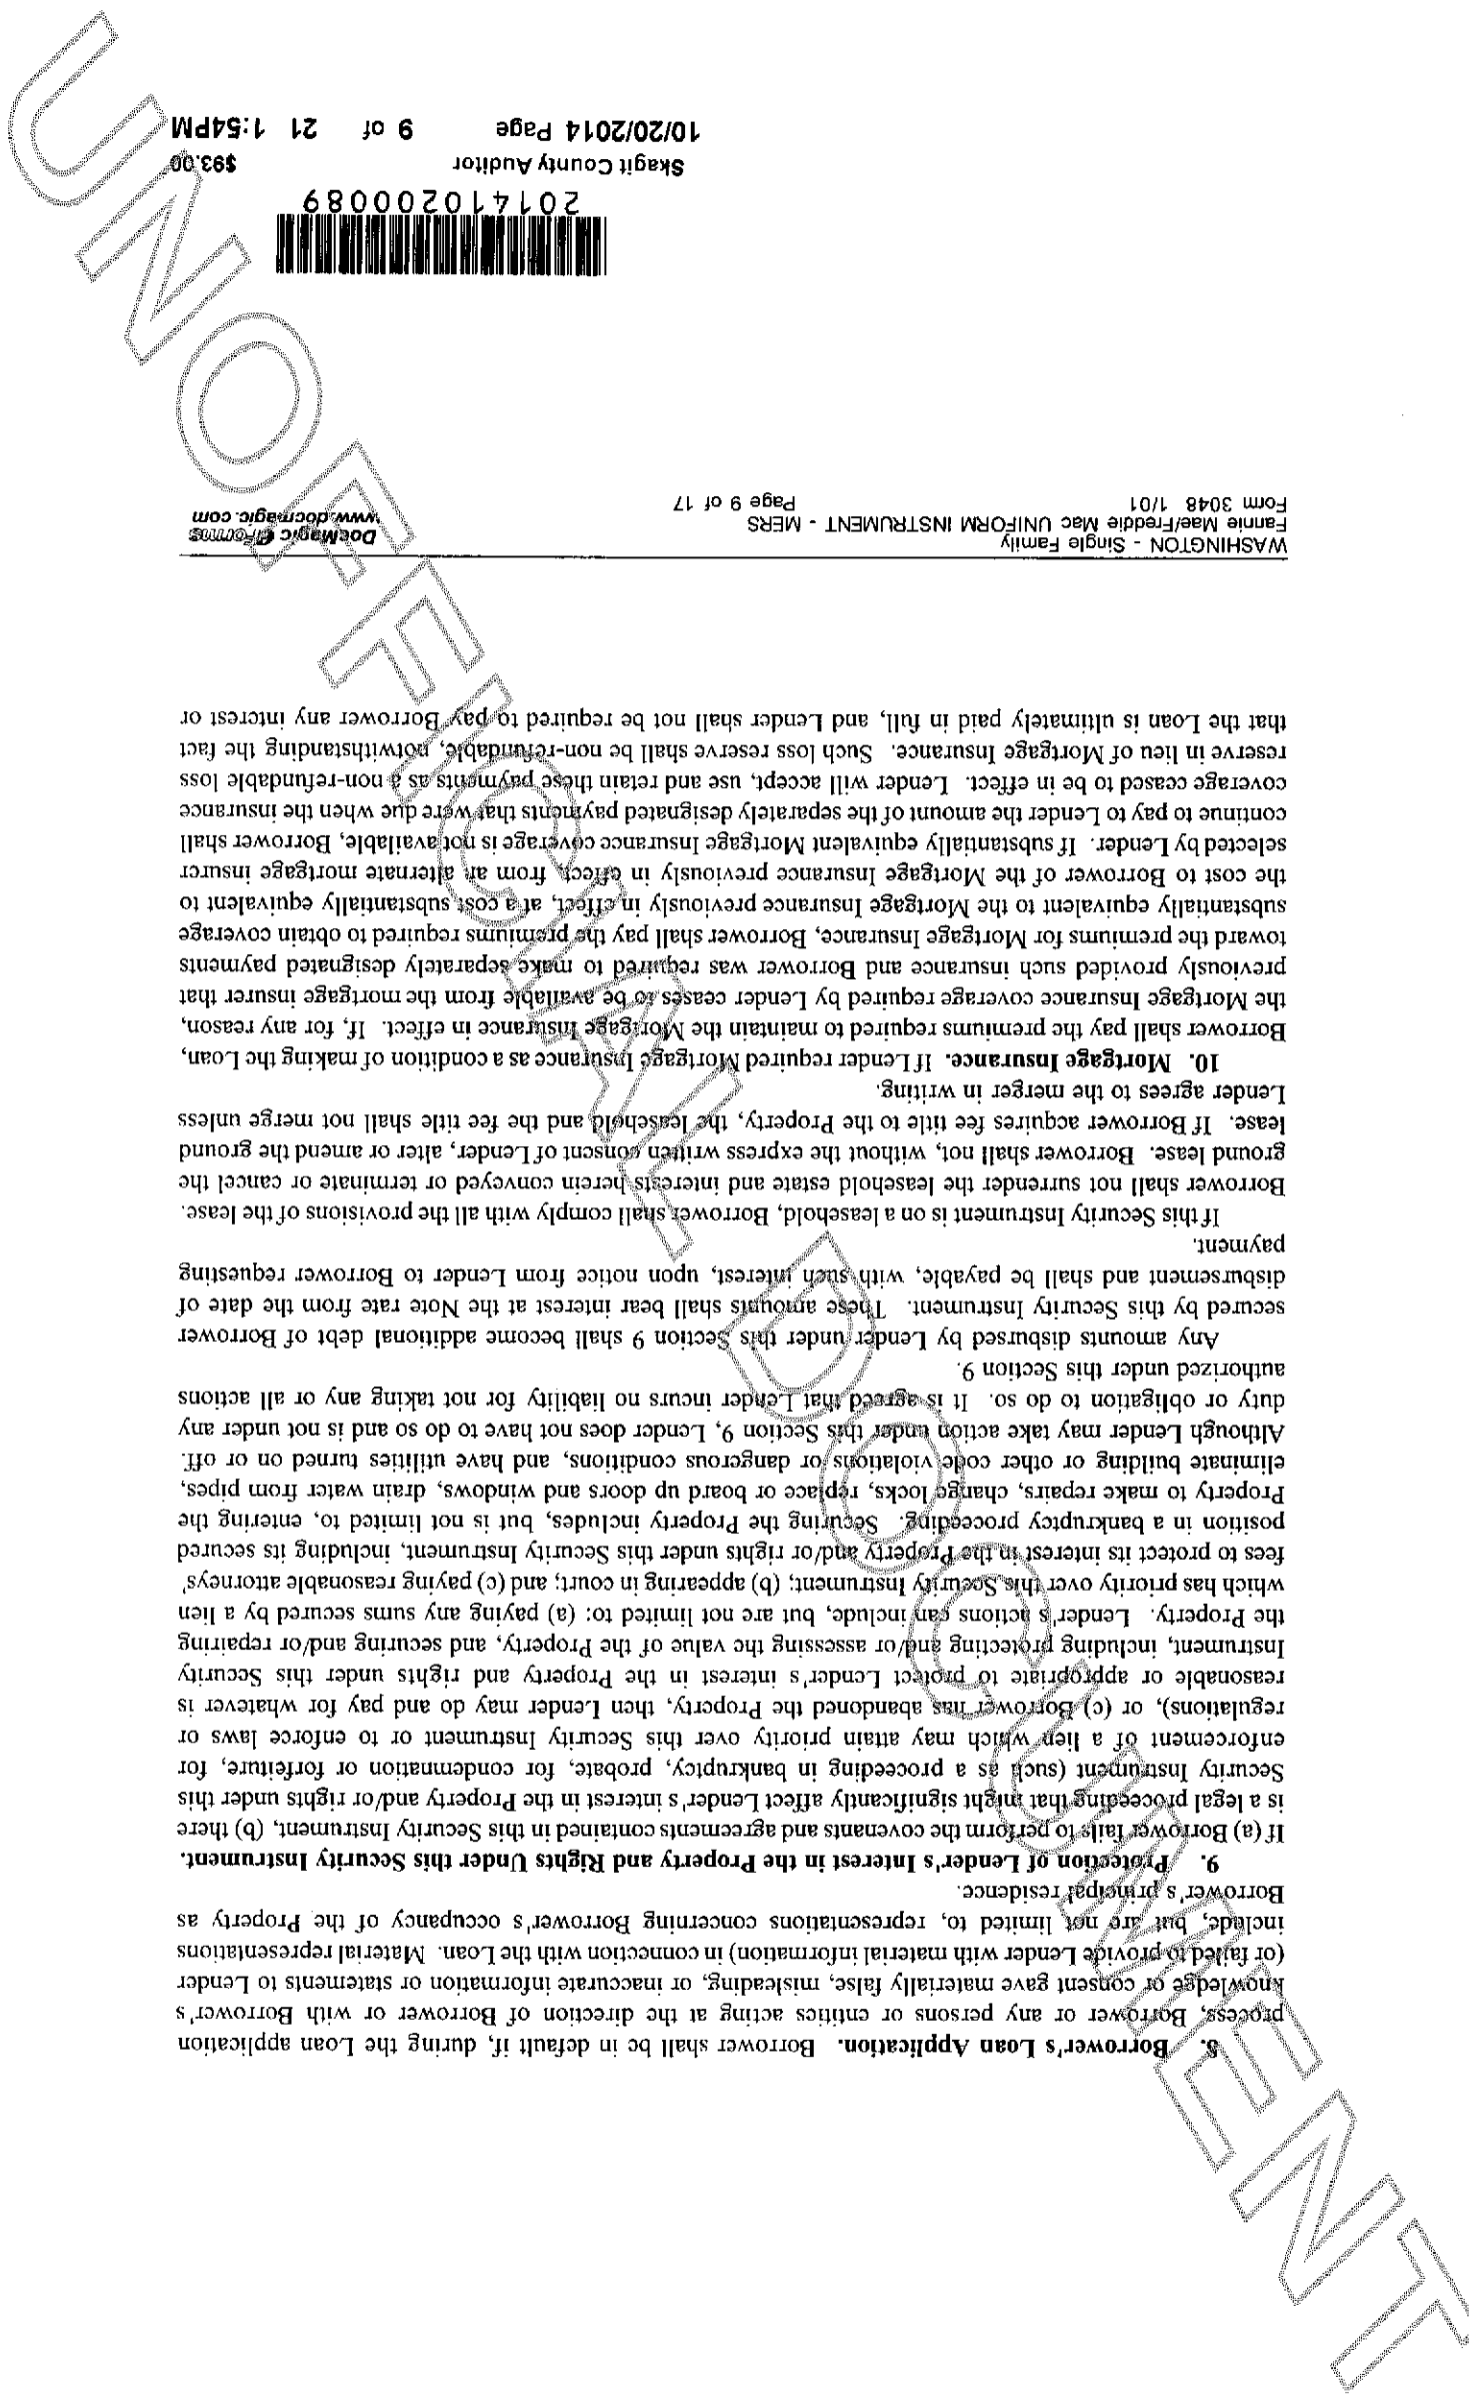 8. Borrower's Loan Application. Borrower shall be in default if, during the Loan application
process, Borrower or any persons or entities acting at the direction of Borrower or with Borrower's
knowledge or consent gave materially false, misleading, or inaccurate information or statements to Lender
(or failed to provide Lender with material information) in connection with the Loan. Material representations
include, but are not limited to, representations concerning Borrower's occupancy of the Property as
Borrower's principal residence.
9. Protection of Lender's Interest in the Property and Rights Under this Security Instrument.
If (a) Borrower fails to perform the covenants and agreements contained in this Security Instrument, (b) there
is a legal proceeding that might significantly affect Lender's interest in the Property and/or rights under this
Security Instrument (such as a proceeding in bankruptcy, probate, for condemnation or forfeiture, for
enforcement of a lien which may attain priority over this Security Instrument or to enforce laws or
regulations), or (c) Borrower has abandoned the Property, then Lender may do and pay for whatever is
reasonable or appropriate to protect Lender's interest in the Property and rights under this Security
Instrument, including protecting and/or assessing the value of the Property, and securing and/or repairing
the Property. Lender's actions can include, but are not limited to: (a) paying any sums secured by a lien
which has priority over this Security Instrument; (b) appearing in court; and (c) paying reasonable attorneys'
fees to protect its interest in the Property and/or rights under this Security Instrument, including its secured
position in a bankruptcy proceeding. Securing the Property includes, but is not limited to, entering the
Property to make repairs, change locks, replace or board up doors and windows, drain water from pipes,
eliminate building or other code violations or dangerous conditions, and have utilities turned on or off.
Although Lender may take action under this Section 9, Lender does not have to do so and is not under any
duty or obligation to do so. It is agreed that Lender incurs no liability for not taking any or all actions
authorized under this Section 9.
Any amounts disbursed by Lender under this Section 9 shall become additional debt of Borrower
secured by this Security Instrument. These amounts shall bear interest at the Note rate from the date of
disbursement and shall be payable, with such interest, upon notice from Lender to Borrower requesting
payment.
If this Security Instrument is on a leasehold, Borrower shall comply with all the provisions of the lease.
Borrower shall not surrender the leasehold estate and interests herein conveyed or terminate or cancel the
ground lease. Borrower shall not, without the express written consent of Lender, alter or amend the ground
lease. If Borrower acquires fee title to the Property, the leasehold and the fee title shall not merge unless
Lender agrees to the merger in writing.
10. Mortgage Insurance. If Lender required Mortgage Insurance as a condition of making the Loan,
Borrower shall pay the premiums required to maintain the Mortgage Insurance in effect. If, for any reason,
the Mortgage Insurance coverage required by Lender ceases to be available from the mortgage insurer that
previously provided such insurance and Borrower was required to make separately designated payments
toward the premiums for Mortgage Insurance, Borrower shall pay the premiums required to obtain coverage
substantially equivalent to the Mortgage Insurance previously in effect, at a cost substantially equivalent to
the cost to Borrower of the Mortgage Insurance previously in effect, from an alternate mortgage insurer
selected by Lender. If substantially equivalent Mortgage Insurance coverage is not available, Borrower shall
continue to pay to Lender the amount of the separately designated payments that were due when the insurance
coverage ceased to be in effect. Lender will accept, use and retain these payments as a non-refundable loss
reserve in lieu of Mortgage Insurance. Such loss reserve shall be non-refundable, notwithstanding the fact
that the Loan is ultimately paid in full, and Lender shall not be required to pay Borrower any interest or
WASHINGTON - Single Family
Fannie Mae/Freddie Mac UNIFORM INSTRUMENT - MERS
Form 3048 1/01 Page 9 of 17
DocMagic eForms
www.docmagic.com
201410200089
Skagit County Auditor $93.00
10/20/2014 Page 9 of 21 1:54PM
UNOFFICIAL DOCUMENT